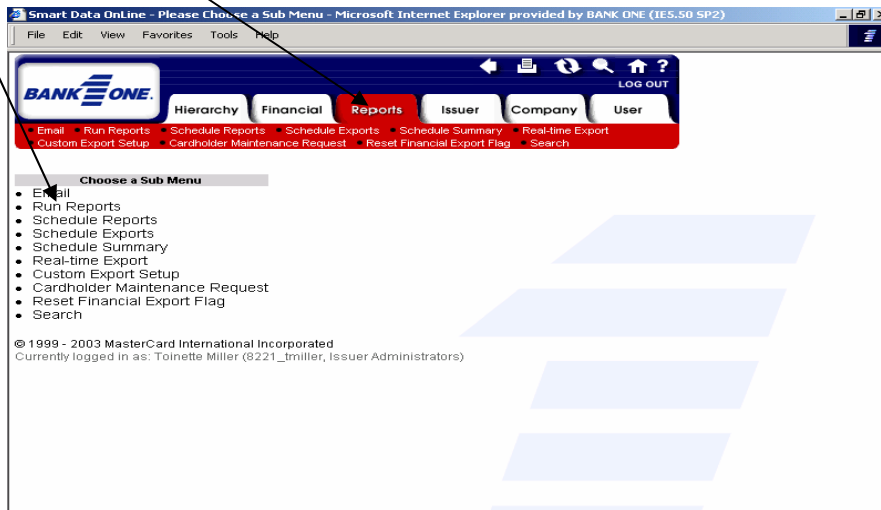 Smart Data OnLine - Please Choose a Sub Menu - Microsoft Internet Explorer provided by BANK ONE (IE5.50 SP2)
File Edit View Favorites Tools Help
?
LOG OUT
BANK ONE.
Hierarchy Financial Reports Issuer Company User
• Email • Run Reports • Schedule Reports • Schedule Exports • Schedule Summary • Real-time Export
• Custom Export Setup • Cardholder Maintenance Request • Reset Financial Export Flag • Search
Choose a Sub Menu
• Email
• Run Reports
• Schedule Reports
• Schedule Exports
• Schedule Summary
• Real-time Export
• Custom Export Setup
• Cardholder Maintenance Request
• Reset Financial Export Flag
• Search
© 1999 - 2003 MasterCard International Incorporated
Currently logged in as: Toinette Miller (8221_tmiller, Issuer Administrators)